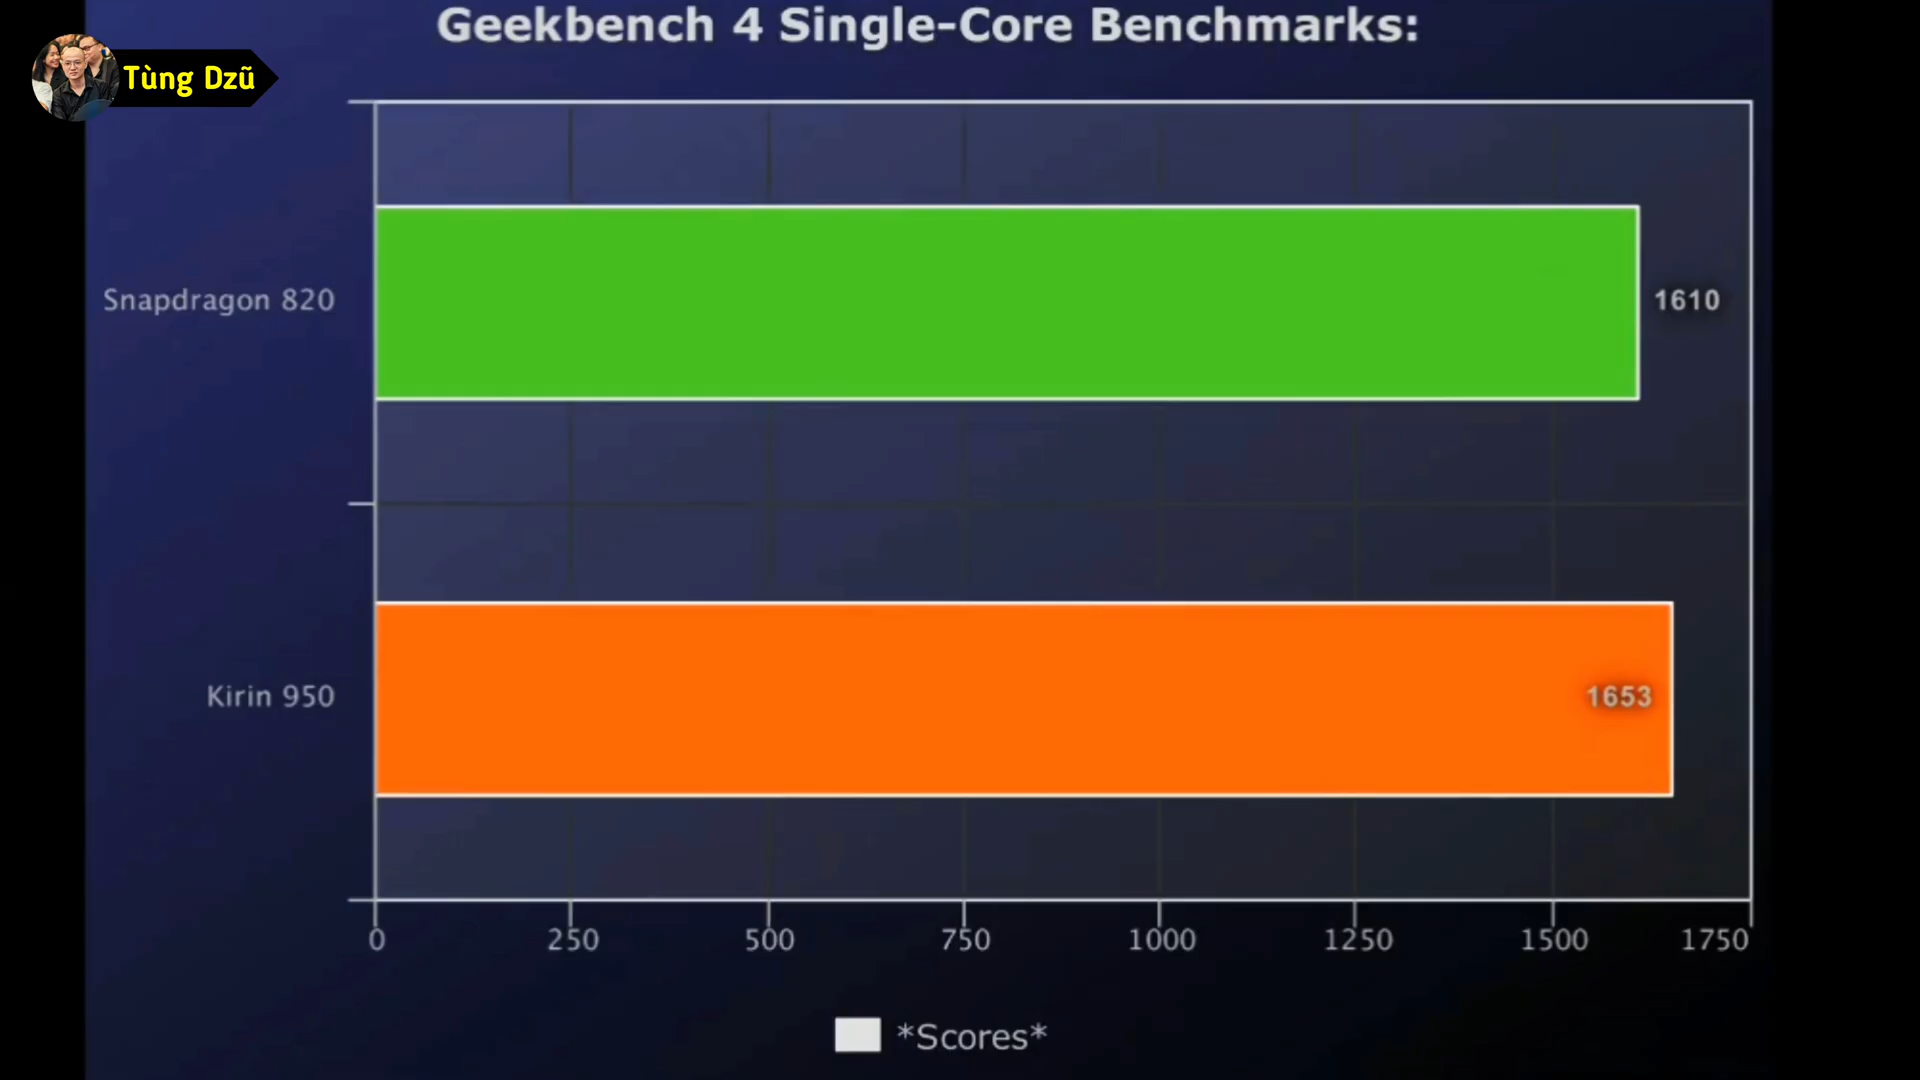 Geekbench 4 Single-Core Benchmarks:
Tùng Dzũ
Snapdragon 820
1610
Kirin 950
1653
0 250 500 750 1000 1250 1500 1750
*Scores*